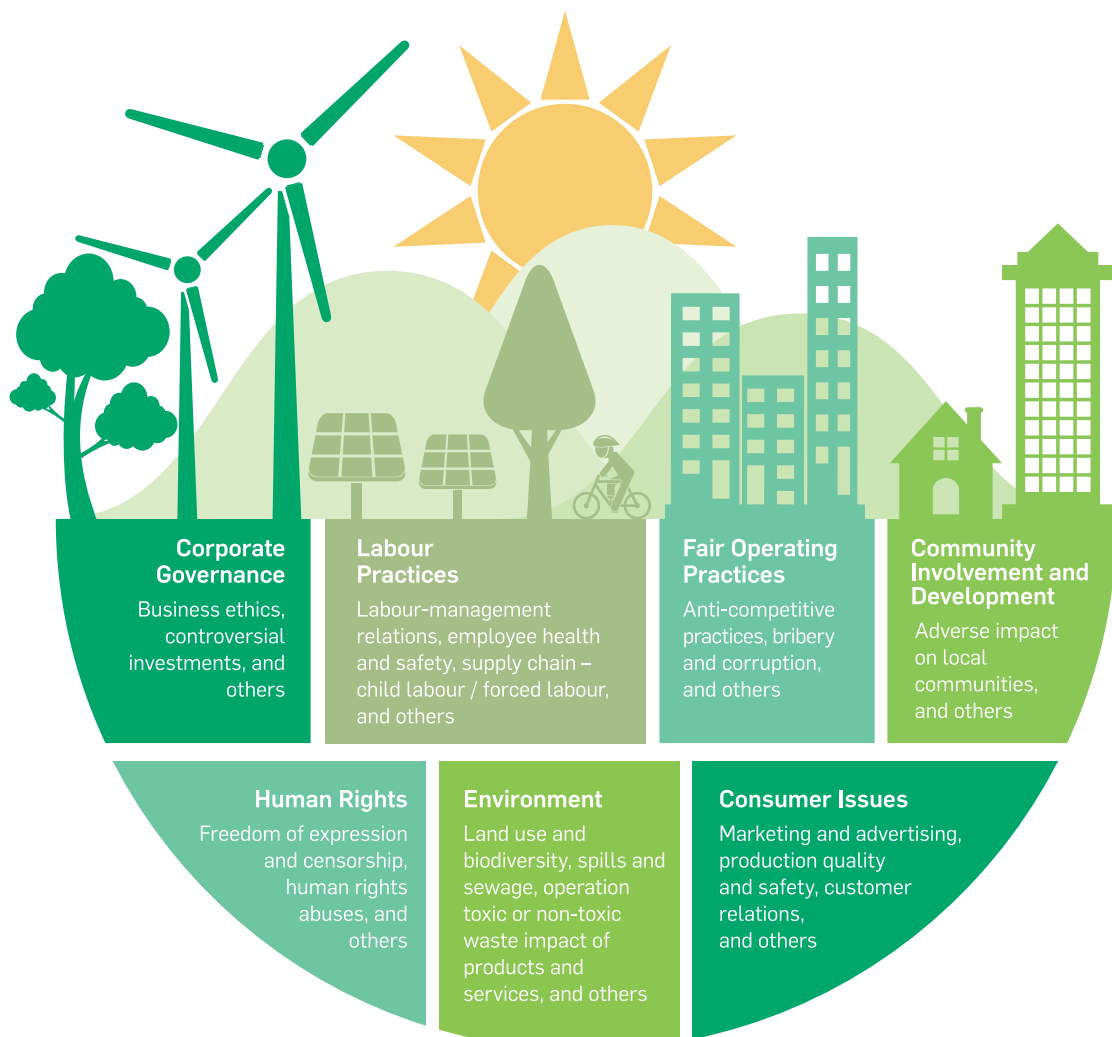 Corporate
Governance
Business ethics,
controversial
investments, and
others
Labour
Practices
Labour-management
relations, employee health
and safety, supply chain –
child labour / forced labour,
and others
Fair Operating
Practices
Anti-competitive
practices, bribery
and corruption,
and others
Community
Involvement and
Development
Adverse impact
on local
communities,
and others
Human Rights
Freedom of expression
and censorship,
human rights
abuses, and
others
Environment
Land use and
biodiversity, spills and
sewage, operation
toxic or non-toxic
waste impact of
products and
services, and others
Consumer Issues
Marketing and advertising,
production quality
and safety, customer
relations,
and others